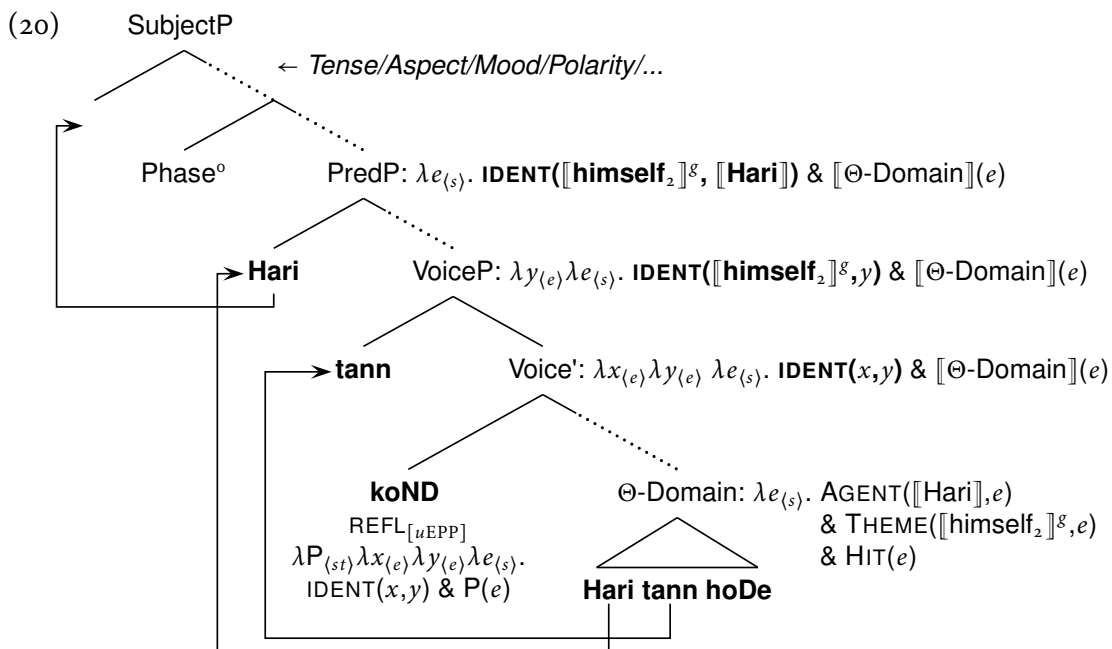 (20) SubjectP
← Tense/Aspect/Mood/Polarity/...
Phase⁰ PredP: λe⟨s⟩. IDENT(⟦himself₂⟧ᵍ, ⟦Hari⟧) & ⟦Θ-Domain⟧(e)
Hari VoiceP: λy⟨e⟩λe⟨s⟩. IDENT(⟦himself₂⟧ᵍ,y) & ⟦Θ-Domain⟧(e)
tann Voice': λx⟨e⟩λy⟨e⟩ λe⟨s⟩. IDENT(x,y) & ⟦Θ-Domain⟧(e)
koND Θ-Domain: λe⟨s⟩. AGENT(⟦Hari⟧,e)
REFL[uEPP] & THEME(⟦himself₂⟧ᵍ,e)
λP⟨st⟩λx⟨e⟩λy⟨e⟩λe⟨s⟩. & HIT(e)
IDENT(x,y) & P(e) Hari tann hoDe